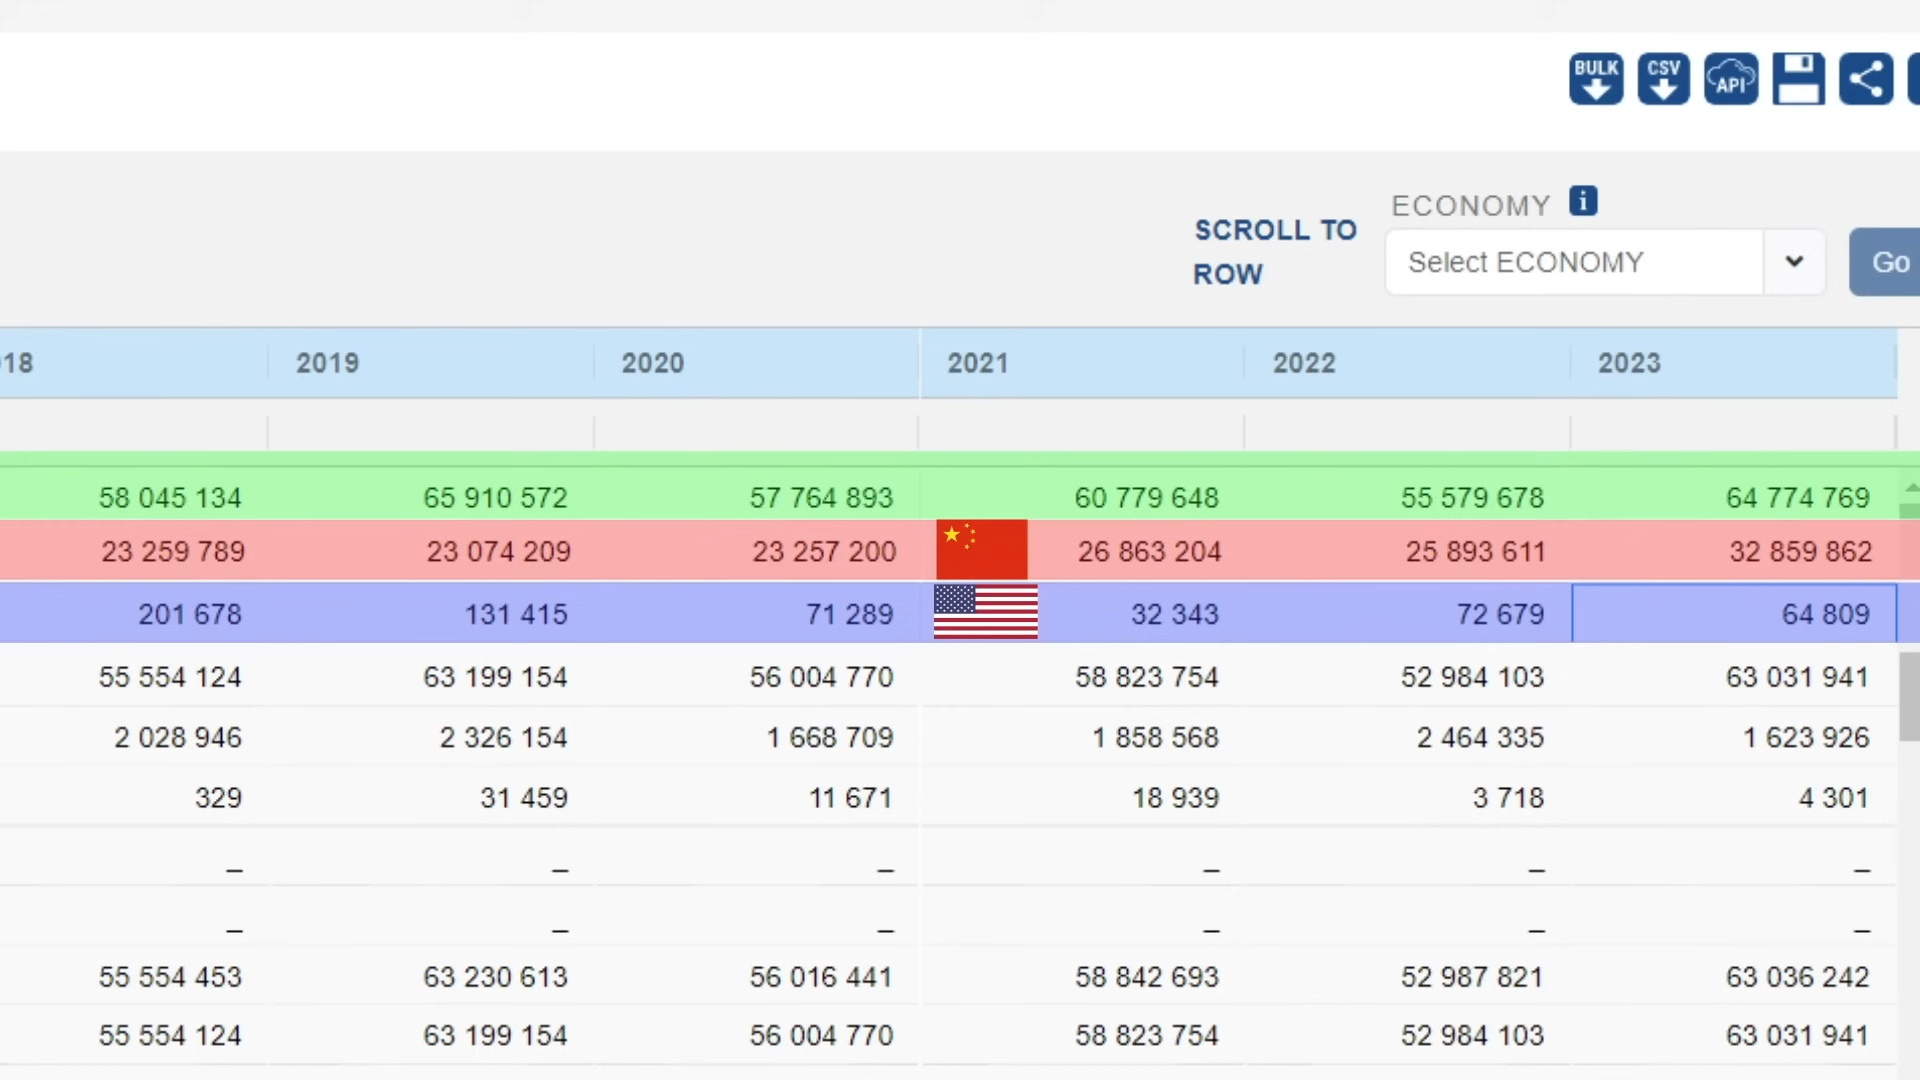 BULK CSV API
ECONOMY i
SCROLL TO ROW
Select ECONOMY Go
18 2019 2020 2021 2022 2023
58 045 134 65 910 572 57 764 893 60 779 648 55 579 678 64 774 769
23 259 789 23 074 209 23 257 200 26 863 204 25 893 611 32 859 862
201 678 131 415 71 289 32 343 72 679 64 809
55 554 124 63 199 154 56 004 770 58 823 754 52 984 103 63 031 941
2 028 946 2 326 154 1 668 709 1 858 568 2 464 335 1 623 926
329 31 459 11 671 18 939 3 718 4 301
– – – – – –
– – – – – –
55 554 453 63 230 613 56 016 441 58 842 693 52 987 821 63 036 242
55 554 124 63 199 154 56 004 770 58 823 754 52 984 103 63 031 941